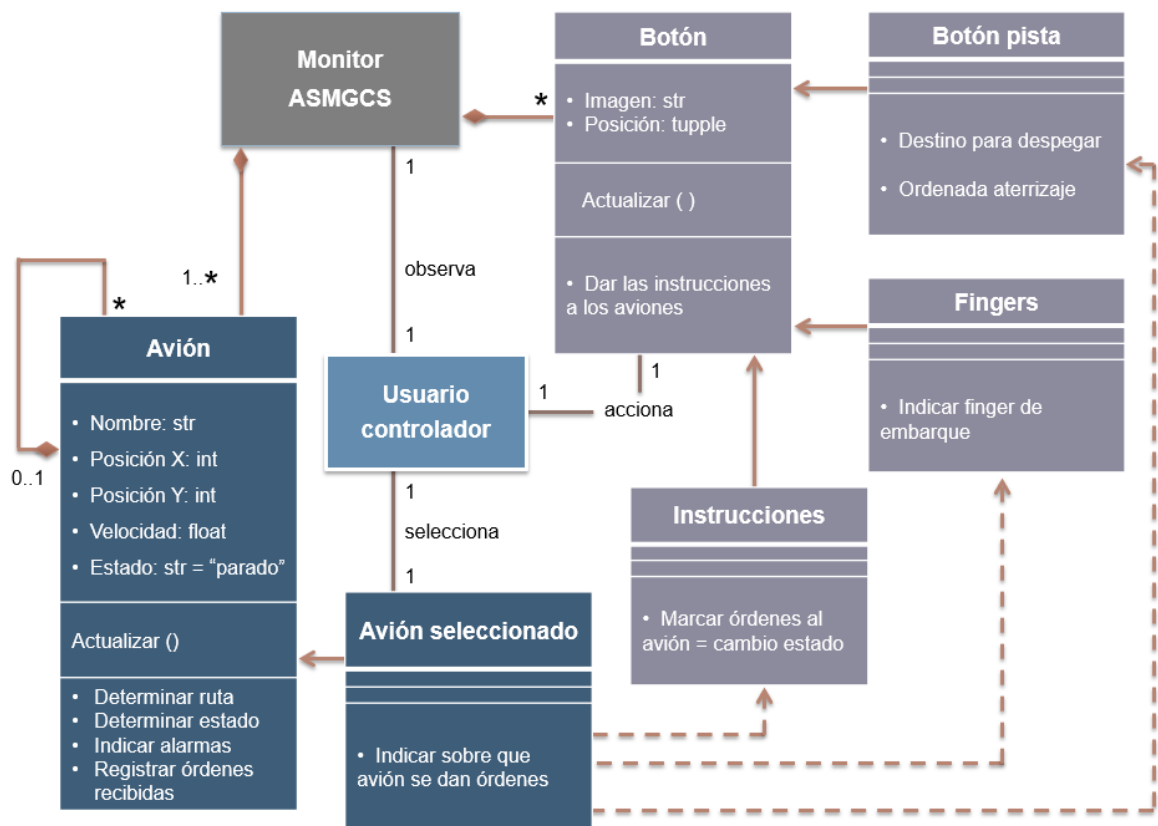 Monitor
ASMGCS
Botón
• Imagen: str
• Posición: tupple
Actualizar ( )
• Dar las instrucciones
a los aviones
Botón pista
• Destino para despegar
• Ordenada aterrizaje
*
1
observa
1
1..*
*
0..1
Avión
• Nombre: str
• Posición X: int
• Posición Y: int
• Velocidad: float
• Estado: str = “parado”
Actualizar ()
• Determinar ruta
• Determinar estado
• Indicar alarmas
• Registrar órdenes
recibidas
Usuario
controlador
1
acciona
1
Fingers
• Indicar finger de
embarque
1
selecciona
1
Instrucciones
• Marcar órdenes al
avión = cambio estado
Avión seleccionado
• Indicar sobre que
avión se dan órdenes